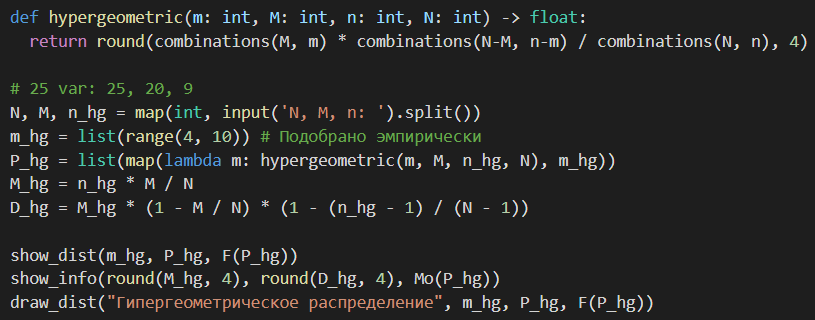 def hypergeometric(m: int, M: int, n: int, N: int) -> float:
  return round(combinations(M, m) * combinations(N-M, n-m) / combinations(N, n), 4)

# 25 var: 25, 20, 9
N, M, n_hg = map(int, input('N, M, n: ').split())
m_hg = list(range(4, 10)) # Подобрано эмпирически
P_hg = list(map(lambda m: hypergeometric(m, M, n_hg, N), m_hg))
M_hg = n_hg * M / N
D_hg = M_hg * (1 - M / N) * (1 - (n_hg - 1) / (N - 1))

show_dist(m_hg, P_hg, F(P_hg))
show_info(round(M_hg, 4), round(D_hg, 4), Mo(P_hg))
draw_dist("Гипергеометрическое распределение", m_hg, P_hg, F(P_hg))